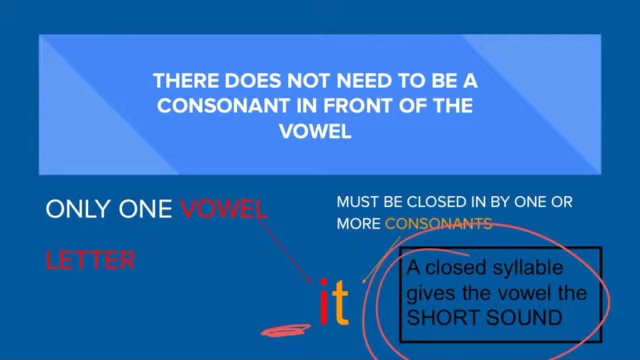 THERE DOES NOT NEED TO BE A
CONSONANT IN FRONT OF THE
VOWEL
ONLY ONE VOWEL
LETTER
MUST BE CLOSED IN BY ONE OR
MORE CONSONANTS
it
A closed syllable
gives the vowel the
SHORT SOUND